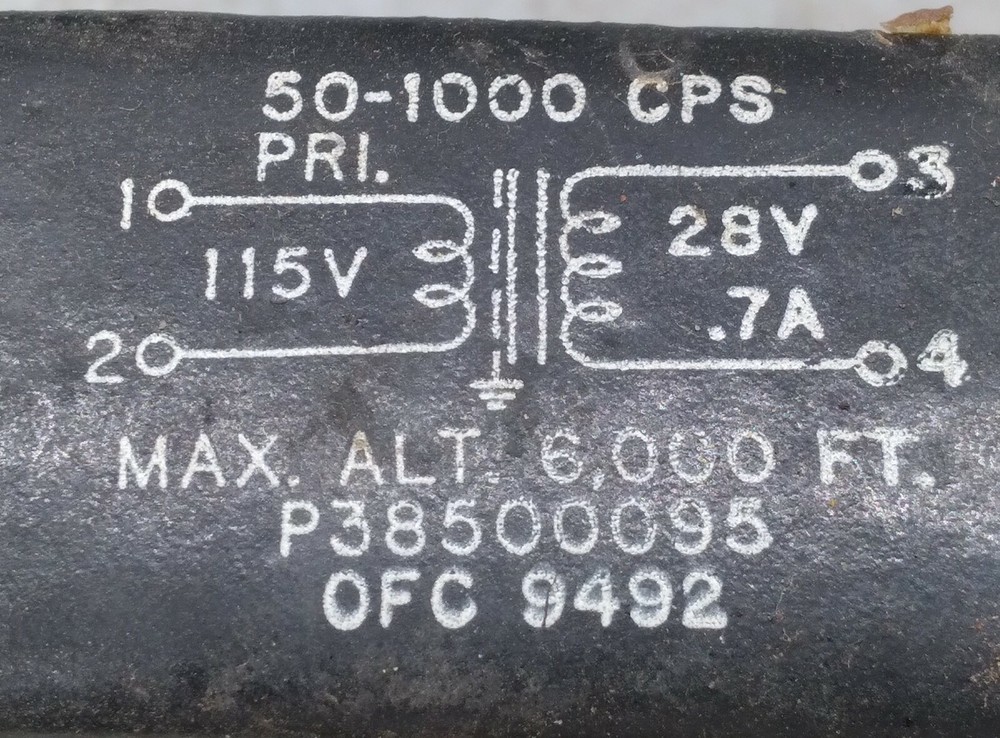 50-1000 CPS
PRI.
1 3
115V 28V
.7A
2 4
MAX. ALT. 6,000 FT.
P38500095
OFC 9492